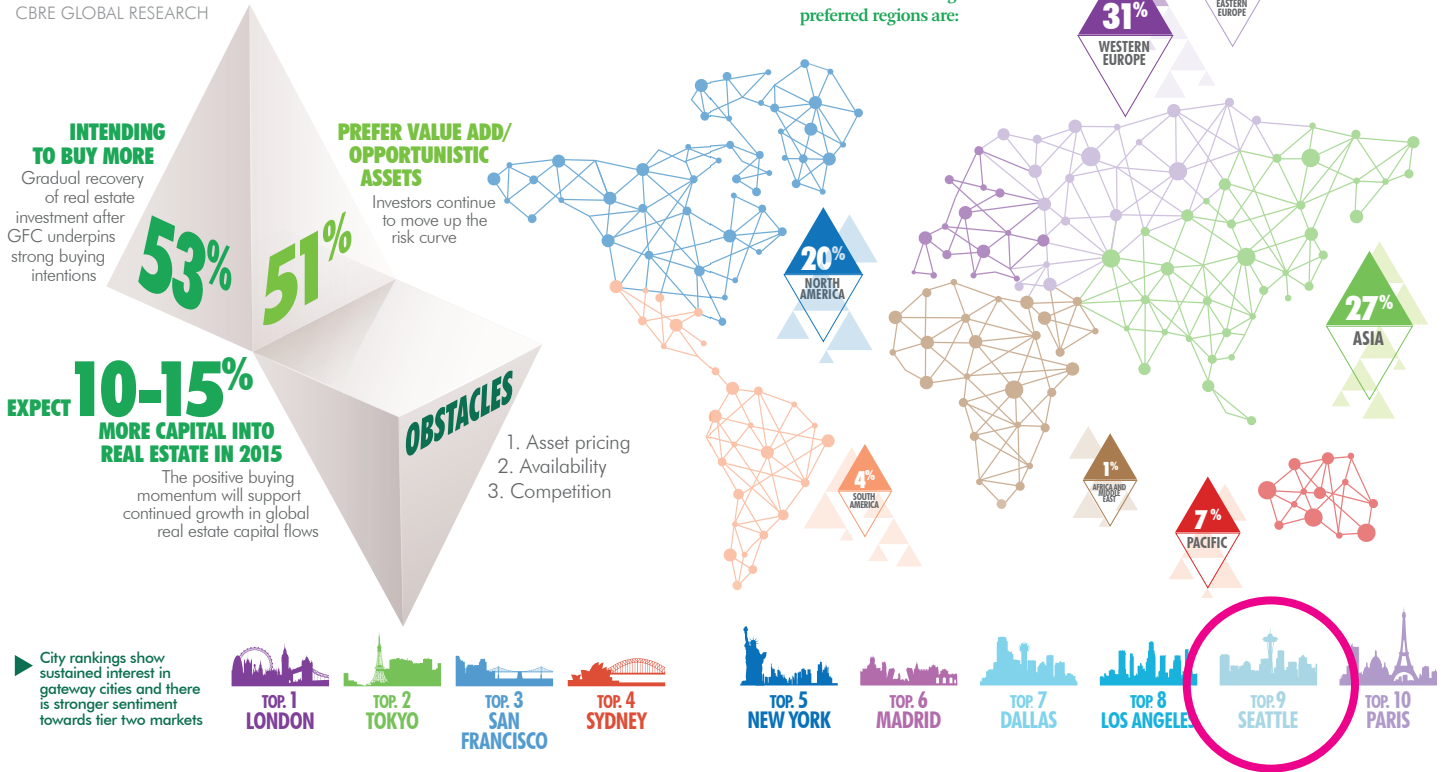 CBRE GLOBAL RESEARCH
preferred regions are:
31%
WESTERN
EUROPE
EASTERN
EUROPE
INTENDING
TO BUY MORE
Gradual recovery
of real estate
investment after
GFC underpins
strong buying
intentions
53%
51%
PREFER VALUE ADD/
OPPORTUNISTIC
ASSETS
Investors continue
to move up the
risk curve
20%
NORTH
AMERICA
27%
ASIA
EXPECT 10-15%
MORE CAPITAL INTO
REAL ESTATE IN 2015
The positive buying
momentum will support
continued growth in global
real estate capital flows
OBSTACLES
1. Asset pricing
2. Availability
3. Competition
4%
SOUTH
AMERICA
1%
AFRICA AND
MIDDLE
EAST
7%
PACIFIC
City rankings show
sustained interest in
gateway cities and there
is stronger sentiment
towards tier two markets
TOP. 1
LONDON
TOP. 2
TOKYO
TOP. 3
SAN
FRANCISCO
TOP. 4
SYDNEY
TOP. 5
NEW YORK
TOP. 6
MADRID
TOP. 7
DALLAS
TOP. 8
LOS ANGELES
TOP.9
SEATTLE
TOP. 10
PARIS